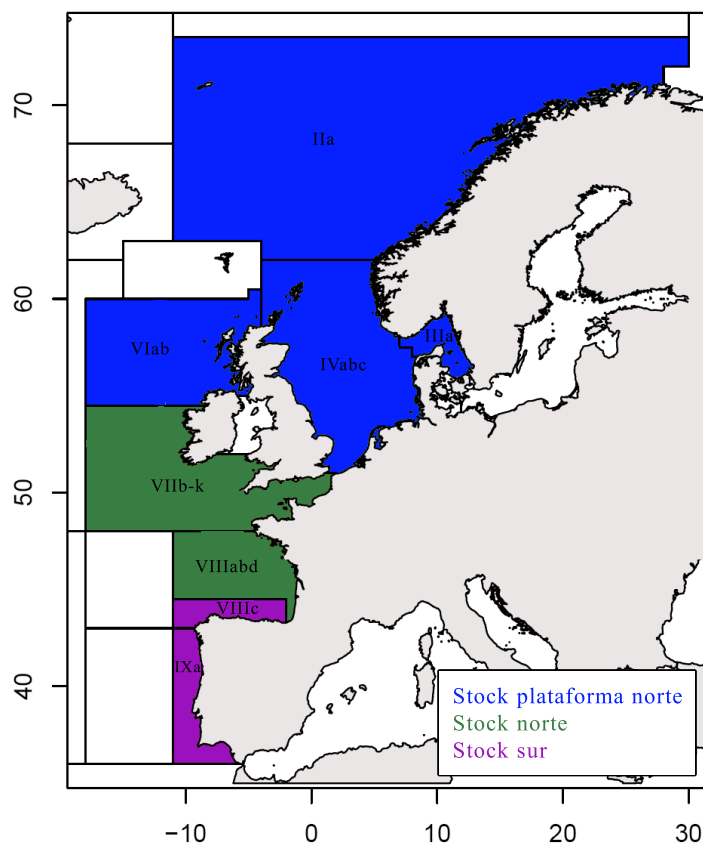 70
60
50
40
IIa
VIab
IVabc
IIIa
VIIb-k
VIIIabd
VIIIc
IXa
Stock plataforma norte
Stock norte
Stock sur
−10
0
10
20
30